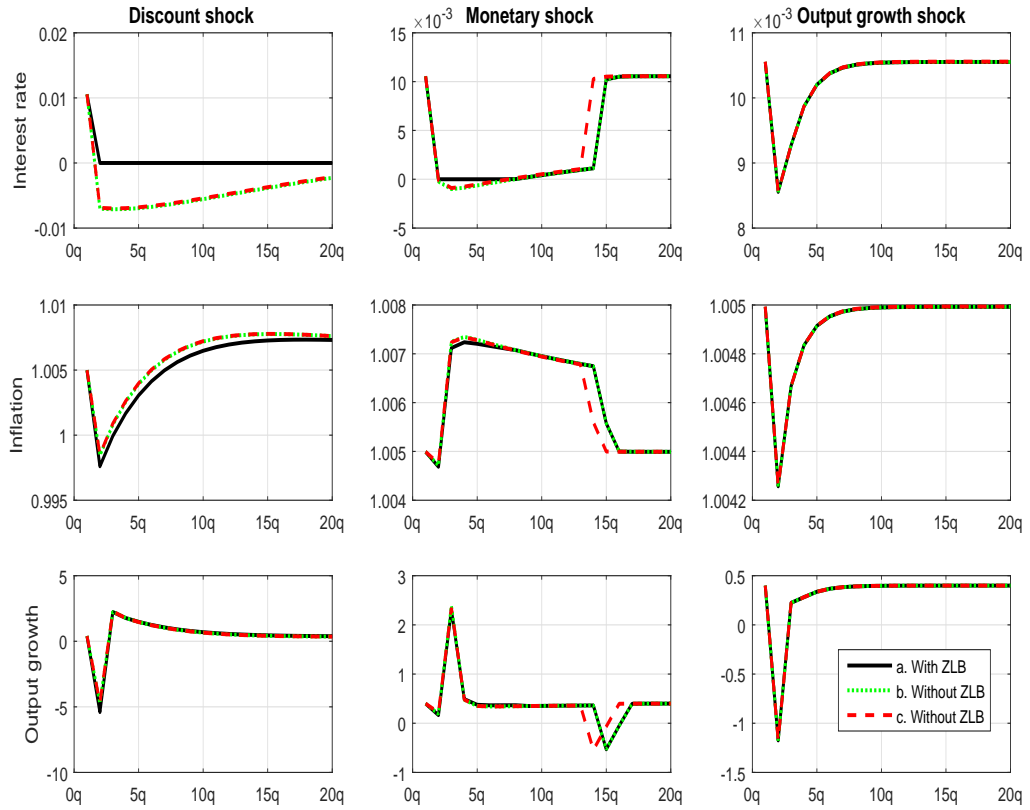 Discount shock
Monetary shock
Output growth shock
Interest rate
0.02
0.01
0
-0.01
0q 5q 10q 15q 20q
×10-3
15
10
5
0
-5
0q 5q 10q 15q 20q
×10-3
11
10
9
8
0q 5q 10q 15q 20q
Inflation
1.01
1.005
1
0.995
0q 5q 10q 15q 20q
1.008
1.007
1.006
1.005
1.004
0q 5q 10q 15q 20q
1.005
1.0048
1.0046
1.0044
1.0042
0q 5q 10q 15q 20q
Output growth
5
0
-5
-10
0q 5q 10q 15q 20q
3
2
1
0
-1
0q 5q 10q 15q 20q
0.5
0
-0.5
-1
-1.5
0q 5q 10q 15q 20q
a. With ZLB
b. Without ZLB
c. Without ZLB